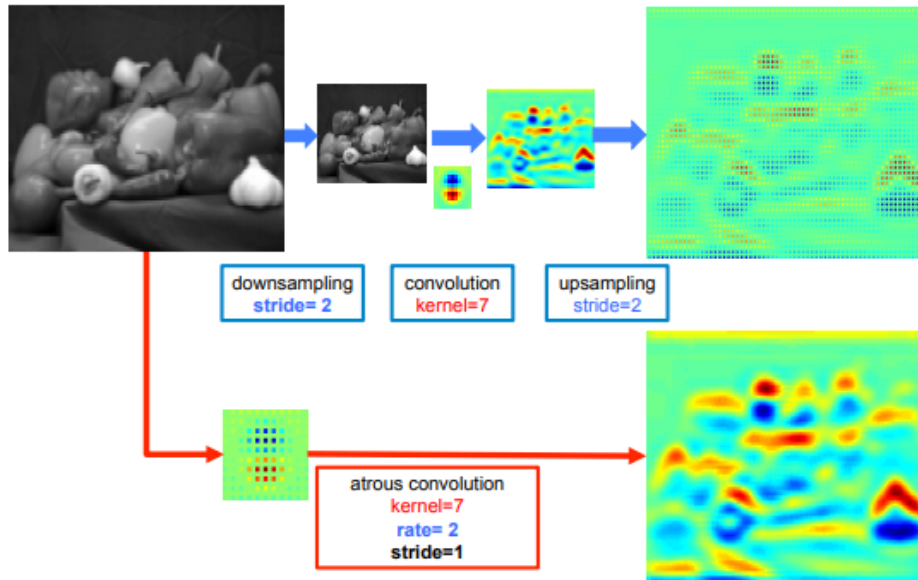 downsampling
stride= 2
convolution
kernel=7
upsampling
stride=2
atrous convolution
kernel=7
rate= 2
stride=1